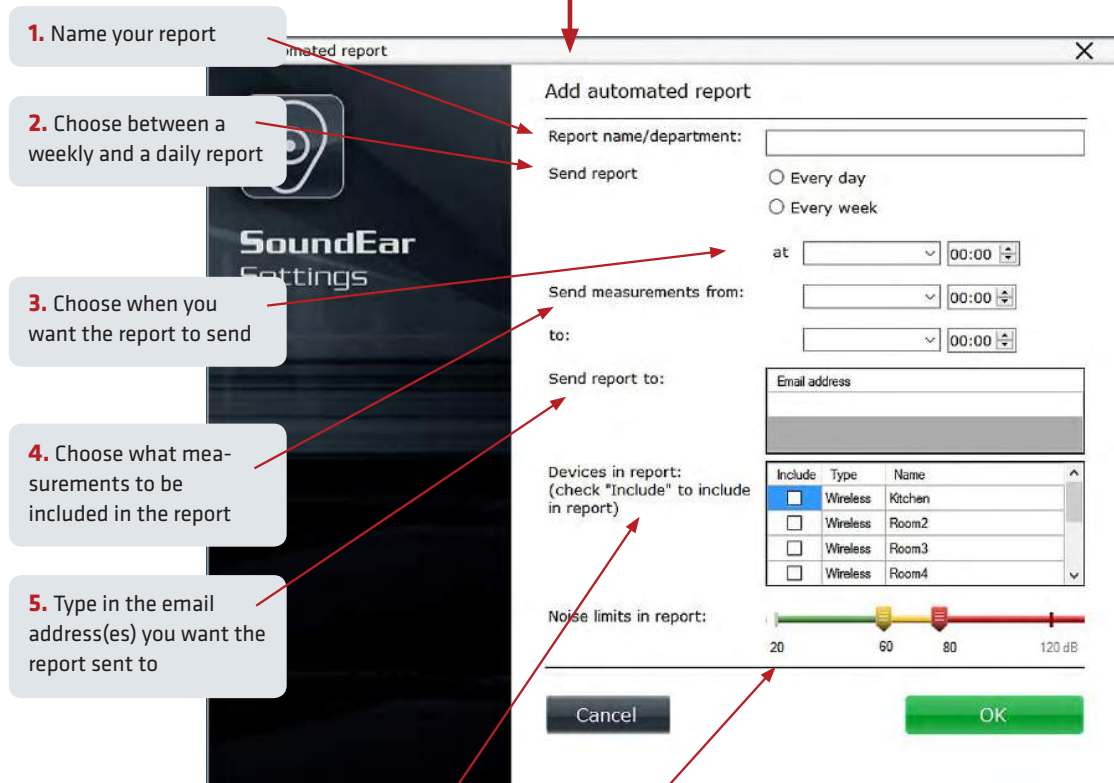 1. Name your report
2. Choose between a
weekly and a daily report
3. Choose when you
want the report to send
4. Choose what mea-
surements to be
included in the report
5. Type in the email
address(es) you want the
report sent to
report
SoundEar
Settings
Add automated report
Report name/department:
Send report
Every day
Every week
at 00:00
Send measurements from: 00:00
to: 00:00
Send report to:
Email address
Devices in report:
(check "Include" to include
in report)
Include Type Name
Wireless Kitchen
Wireless Room2
Wireless Room3
Wireless Room4
Noise limits in report:
20 60 80 120 dB
Cancel OK